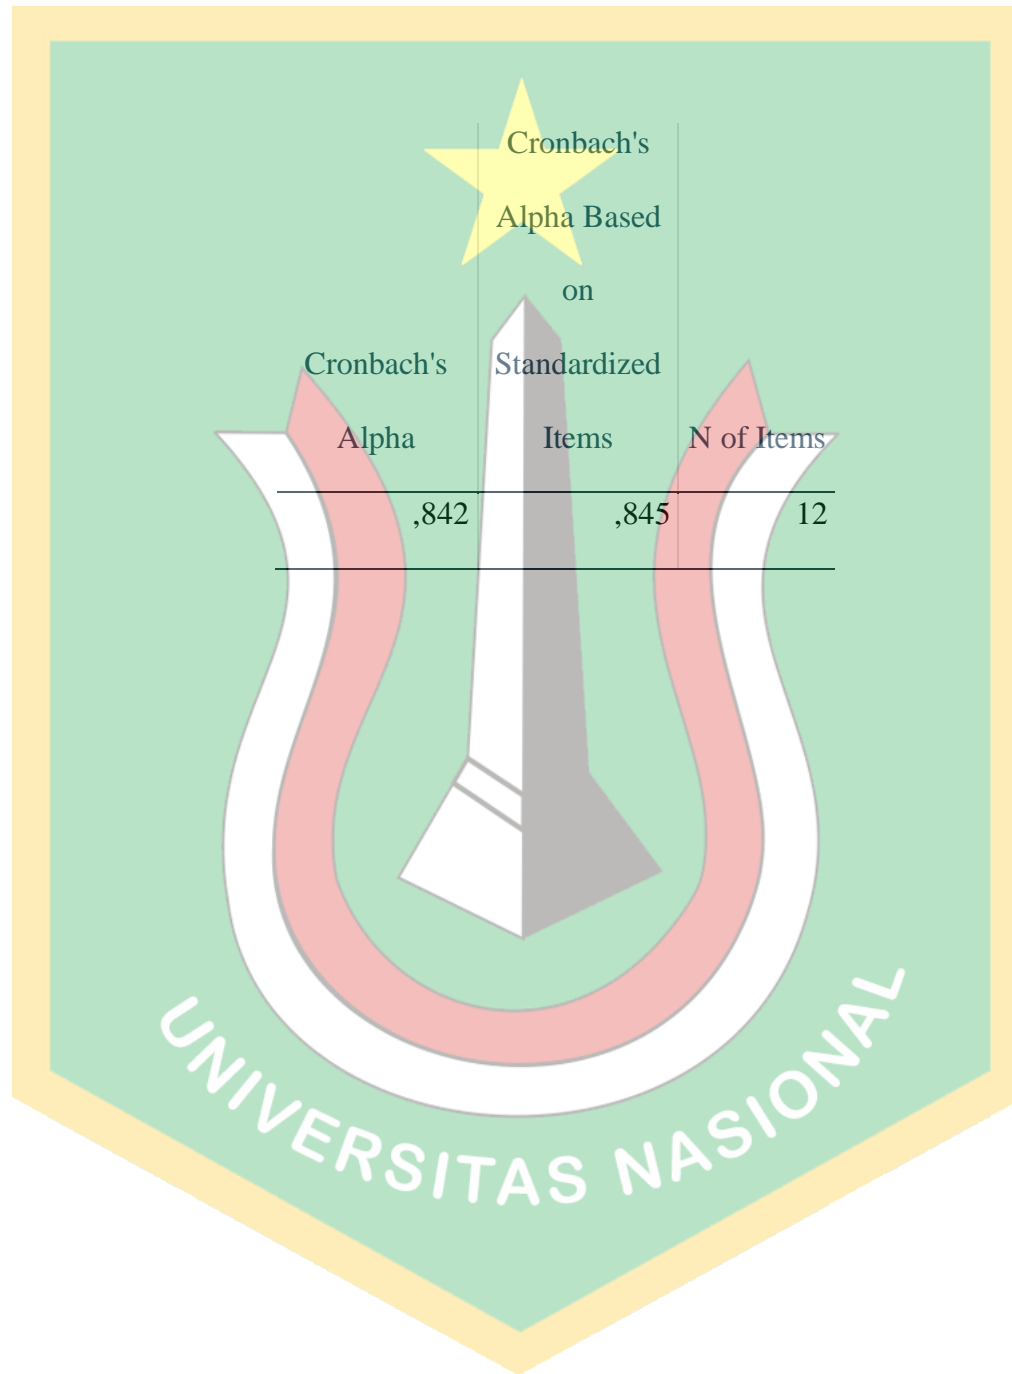 Cronbach's
Alpha Based
on
Cronbach's Standardized
Alpha Items N of Items
,842 ,845 12
UNIVERSITAS NASIONAL